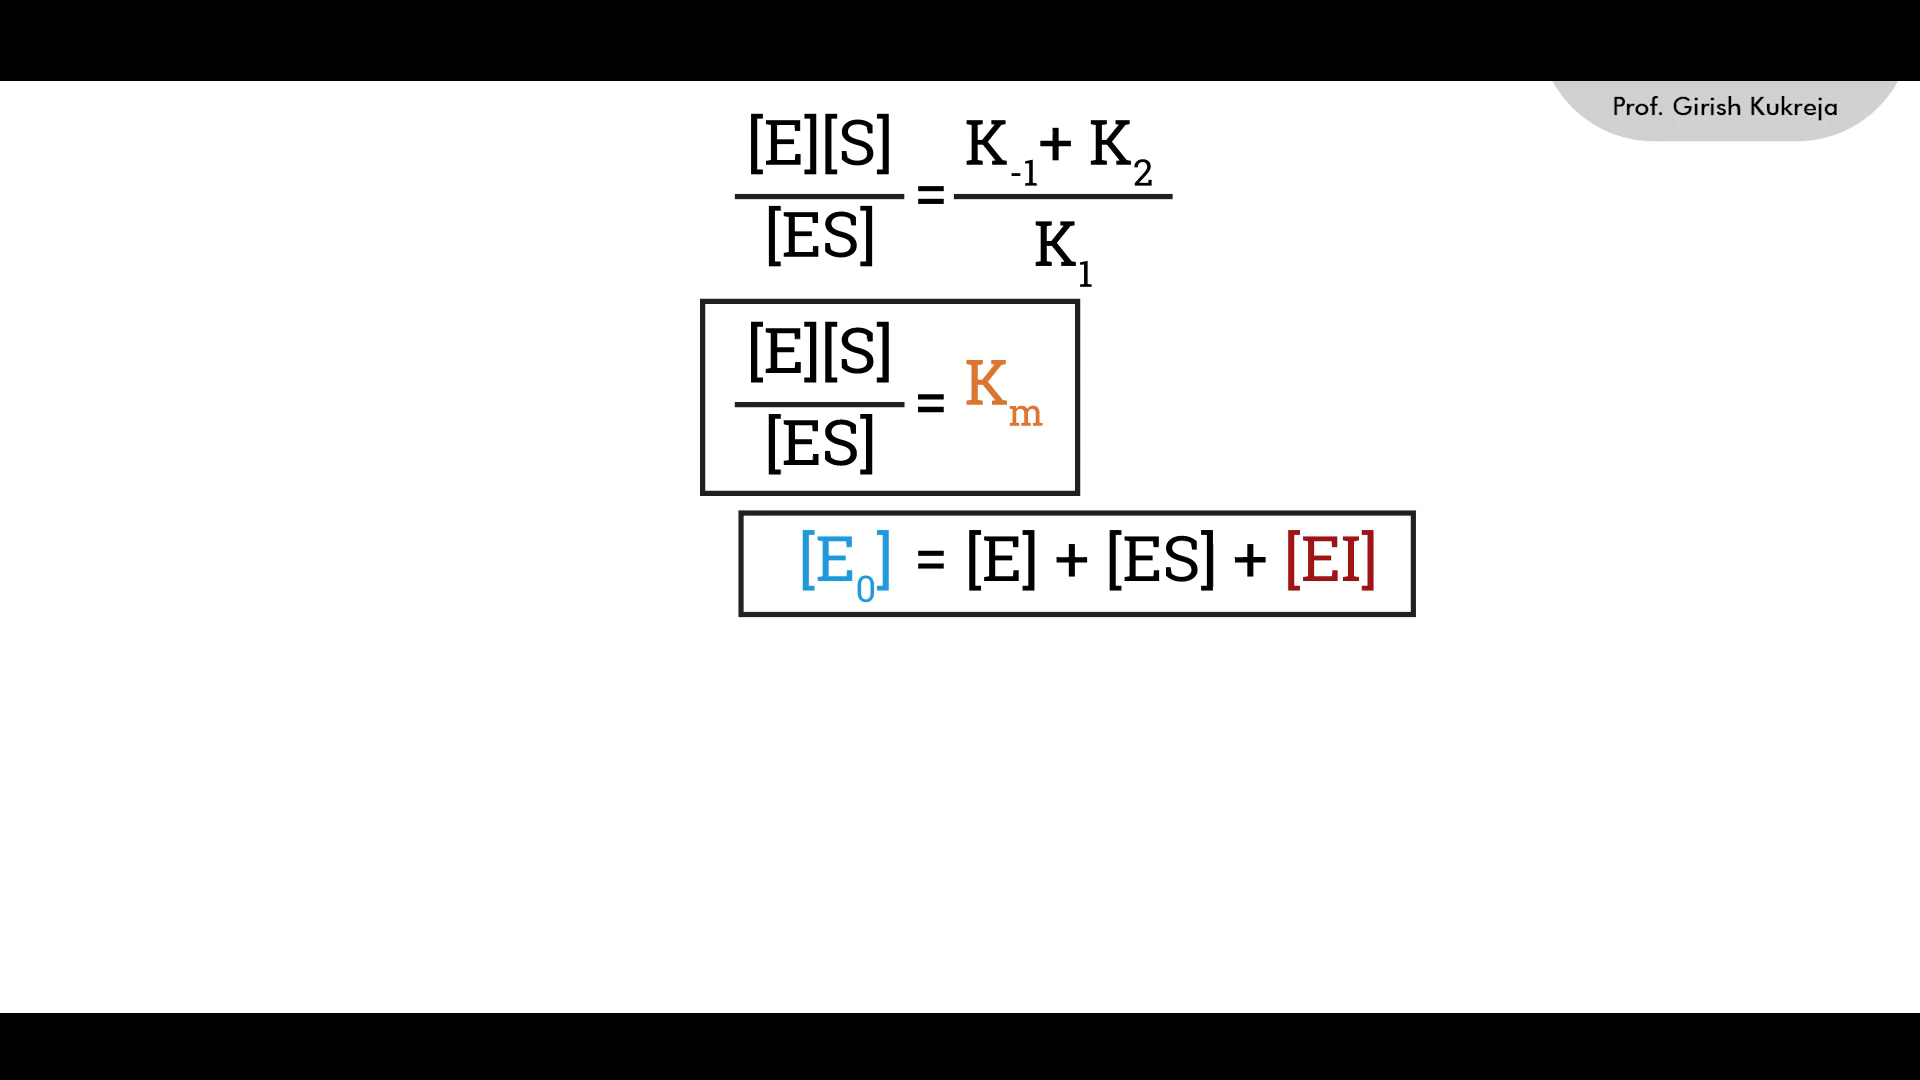 Prof. Girish Kukreja
[E][S]
[ES]
=
K-1 + K2
K1
[E][S]
[ES]
=
Km
[E0] = [E] + [ES] + [EI]